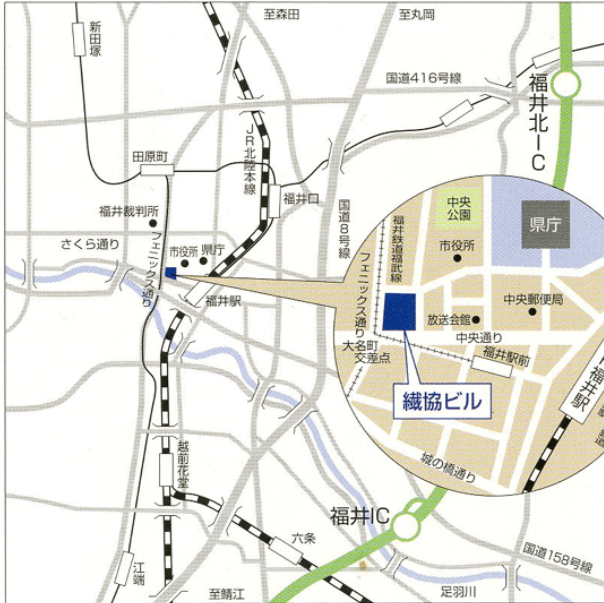 至森田
至丸岡
新田塚
国道416号線
福井北IC
JR北陸本線
田原町
福井口
国道8号線
福井裁判所
さくら通り
市役所
県庁
フェニックス通り
福井駅
中央
公園
県庁
福井鉄道福武線
市役所
フェニックス通り
中央郵便局
放送会館
中央通り
大名町
交差点
福井駅前
福井駅
繊協ビル
城の橋通り
越前花堂
福井IC
六条
国道158号線
江端
至鯖江
足羽川